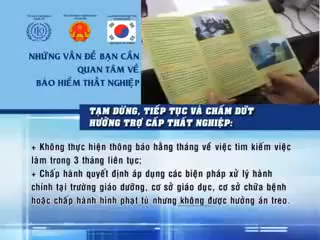 NHỮNG VẤN ĐỀ BẠN CẦN
QUAN TÂM VỀ
BẢO HIỂM THẤT NGHIỆP
TẠM DỪNG, TIẾP TỤC VÀ CHẤM DỨT
HƯỞNG TRỢ CẤP THẤT NGHIỆP:
+ Không thực hiện thông báo hằng tháng về việc tìm kiếm việc
làm trong 3 tháng liên tục;
+ Chấp hành quyết định áp dụng các biện pháp xử lý hành
chính tại trường giáo dưỡng, cơ sở giáo dục, cơ sở chữa bệnh
hoặc chấp hành hình phạt tù nhưng không được hưởng án treo.